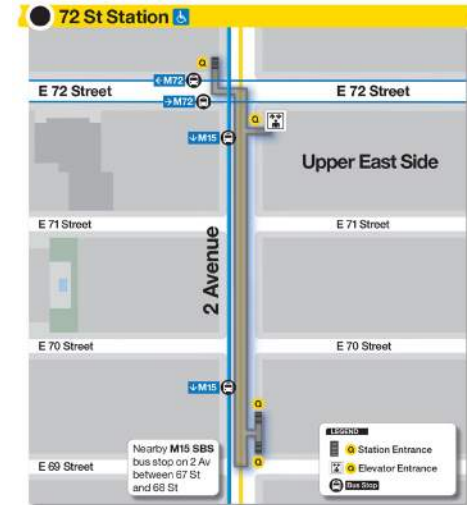 72 St Station
Q
←M72
E 72 Street
E 72 Street
→M72
Q
↓M15
Upper East Side
E 71 Street
E 71 Street
2 Avenue
E 70 Street
E 70 Street
↓M15
Q
Nearby M15 SBS
bus stop on 2 Av
between 67 St
and 68 St
E 69 Street
Q
LEGEND
Q Station Entrance
Q Elevator Entrance
Bus Stop